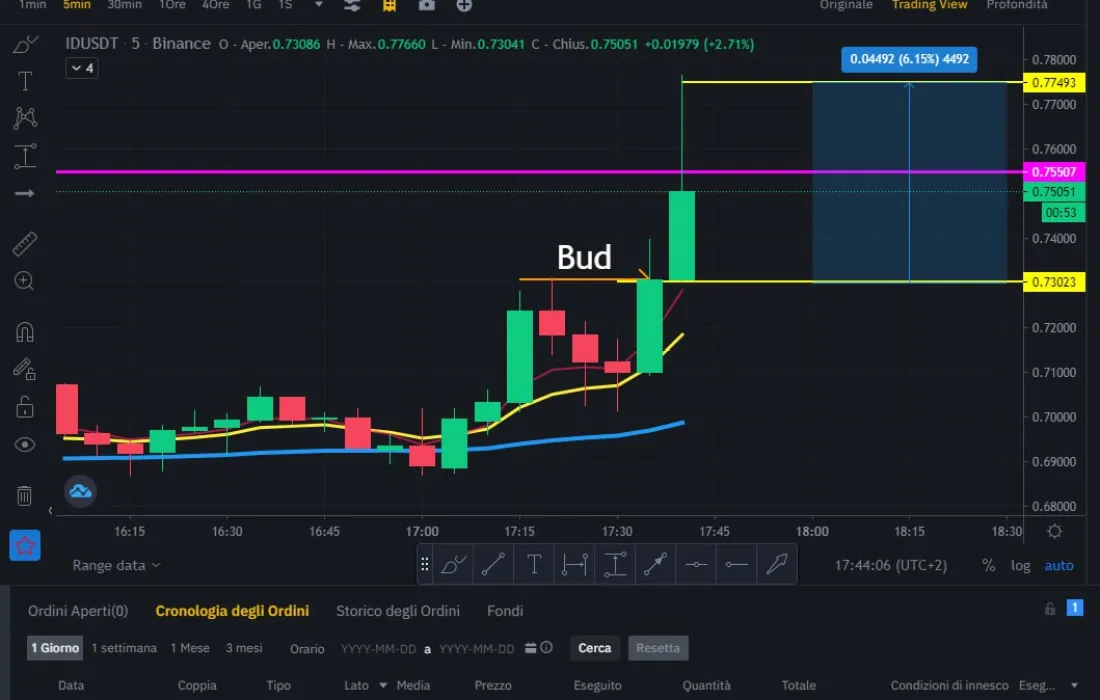 1min 5min 30min 1Ore 4Ore 1G 1S Originale Trading View Profondità
IDUSDT · 5 · Binance O - Aper.0.73086 H - Max.0.77660 L - Min.0.73041 C - Chius.0.75051 +0.01979 (+2.71%)
4
0.04492 (6.15%) 4492
0.78000
0.77493
0.77000
0.76000
0.75507
0.75051
00:53
0.74000
Bud
0.73023
0.72000
0.71000
0.70000
0.69000
0.68000
16:15 16:30 16:45 17:00 17:15 17:30 17:45 18:00 18:15 18:30
Range data 17:44:06 (UTC+2) % log auto
Ordini Aperti(0) Cronologia degli Ordini Storico degli Ordini Fondi 1
1 Giorno 1 settimana 1 Mese 3 mesi Orario YYYY-MM-DD a YYYY-MM-DD Cerca Resetta
Data Coppia Tipo Lato Media Prezzo Eseguito Quantità Totale Condizioni di innesco Eseg...